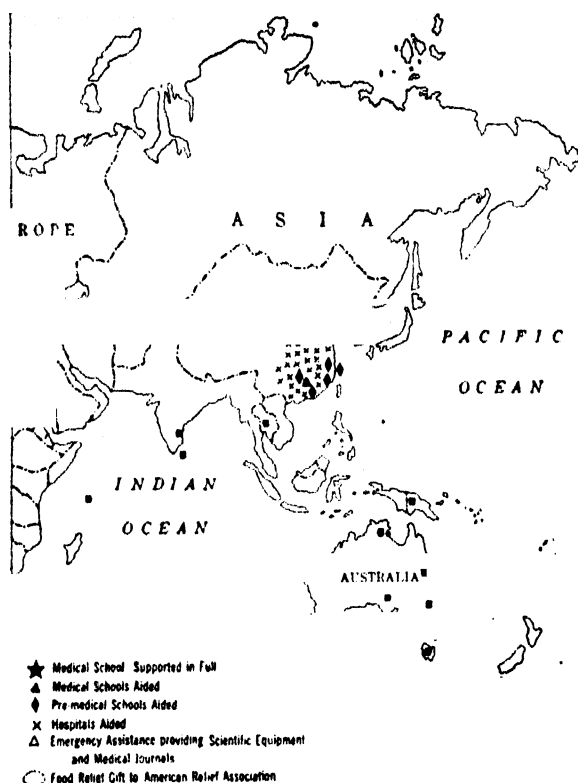 ROPE
A S I A
PACIFIC
OCEAN
INDIAN
OCEAN
AUSTRALIA
Medical School Supported in Full
Medical Schools Aided
Pre-medical Schools Aided
Hospitals Aided
Emergency Assistance providing Scientific Equipment
and Medical Journals
Food Relief Gift to American Relief Association